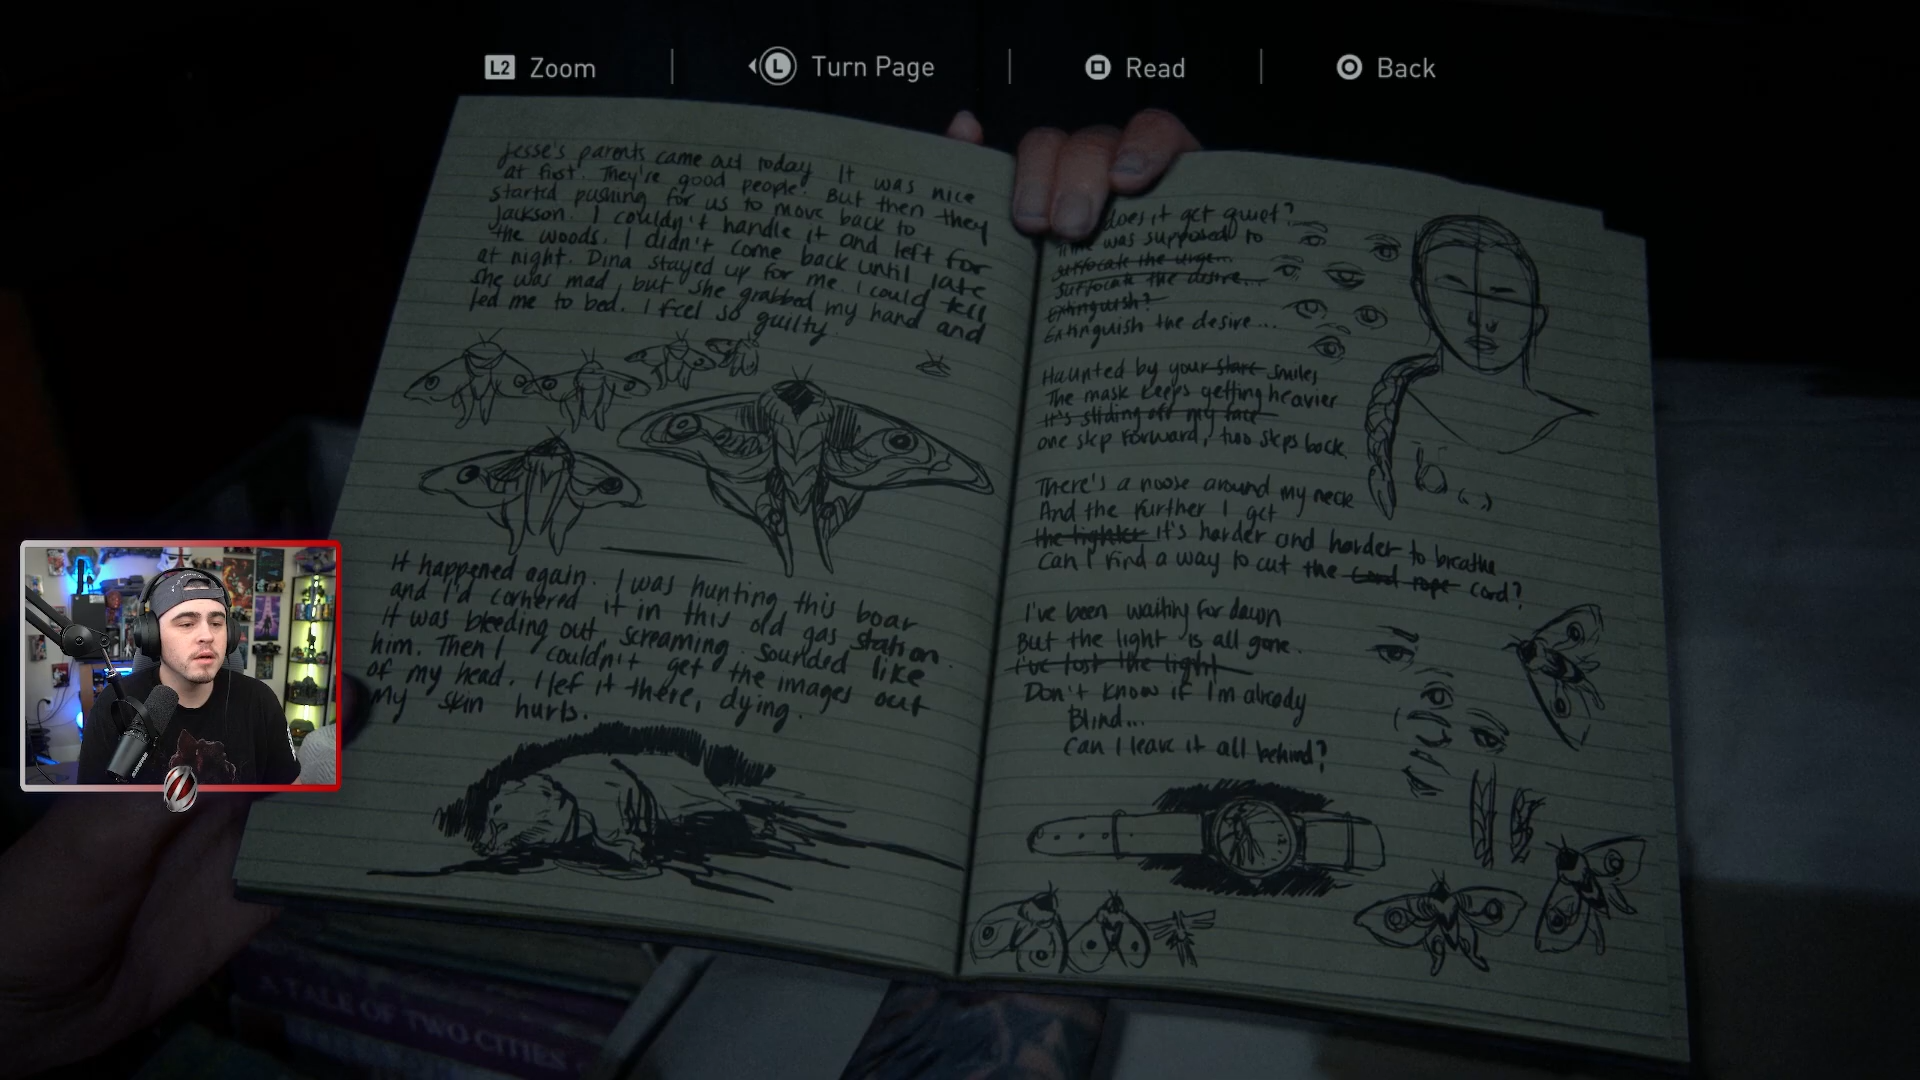 L2 Zoom
L Turn Page
Read
Back
Jesse's parents came out today It was nice
at first. They're good people. But then they
started pushing for us to move back to
Jackson. I couldn't handle it and left for
the woods. I didn't come back until late
at night. Dina stayed up for me. I could tell
she was mad, but she grabbed my hand and
led me to bed. I feel so guilty.
It happened again. I was hunting this boar
and I'd cornered it in this old gas station.
It was bleeding out, screaming. Sounded like
him. Then I couldn't get the images out
of my head. I lef it there, dying.
My skin hurts.
does it get quiet?
Time was supposed to
suffocate the urge...
suffocate the desire...
Extinguish?
Extinguish the desire...
Haunted by your stare smiles
The mask keeps getting heavier
It's sliding off my face
one step forward, two steps back
There's a noose around my neck
And the further I get
the tighter it's harder and harder to breathe
Can I find a way to cut the cord rope cord?
I've been waiting for dawn
But the light is all gone.
I've lost the light
Don't know if I'm already
Blind...
Can I leave it all behind?
A TALE OF TWO CITIES